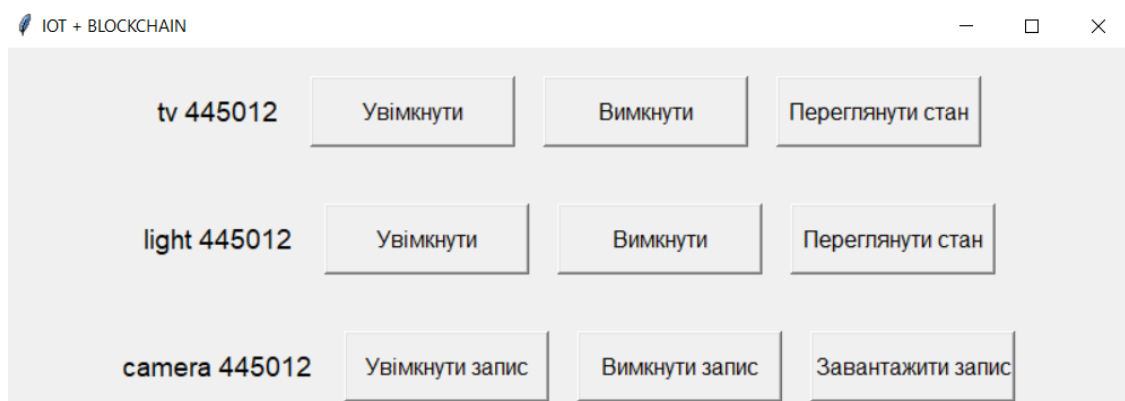 IOT + BLOCKCHAIN
tv 445012 Увімкнути Вимкнути Переглянути стан
light 445012 Увімкнути Вимкнути Переглянути стан
camera 445012 Увімкнути запис Вимкнути запис Завантажити запис